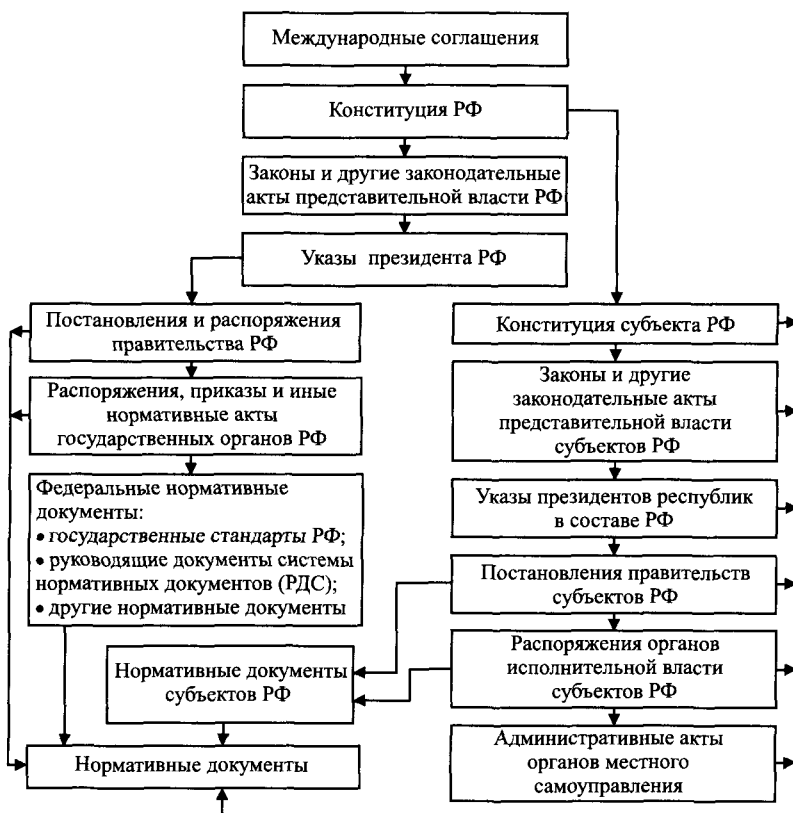 Международные соглашения
Конституция РФ
Законы и другие законодательные
акты представительной власти РФ
Указы президента РФ
Постановления и распоряжения
правительства РФ
Распоряжения, приказы и иные
нормативные акты
государственных органов РФ
Федеральные нормативные
документы:
• государственные стандарты РФ;
• руководящие документы системы
нормативных документов (РДС);
• другие нормативные документы
Нормативные документы
субъектов РФ
Нормативные документы
Конституция субъекта РФ
Законы и другие
законодательные акты
представительной власти
субъектов РФ
Указы президентов республик
в составе РФ
Постановления правительств
субъектов РФ
Распоряжения органов
исполнительной власти
субъектов РФ
Административные акты
органов местного
самоуправления